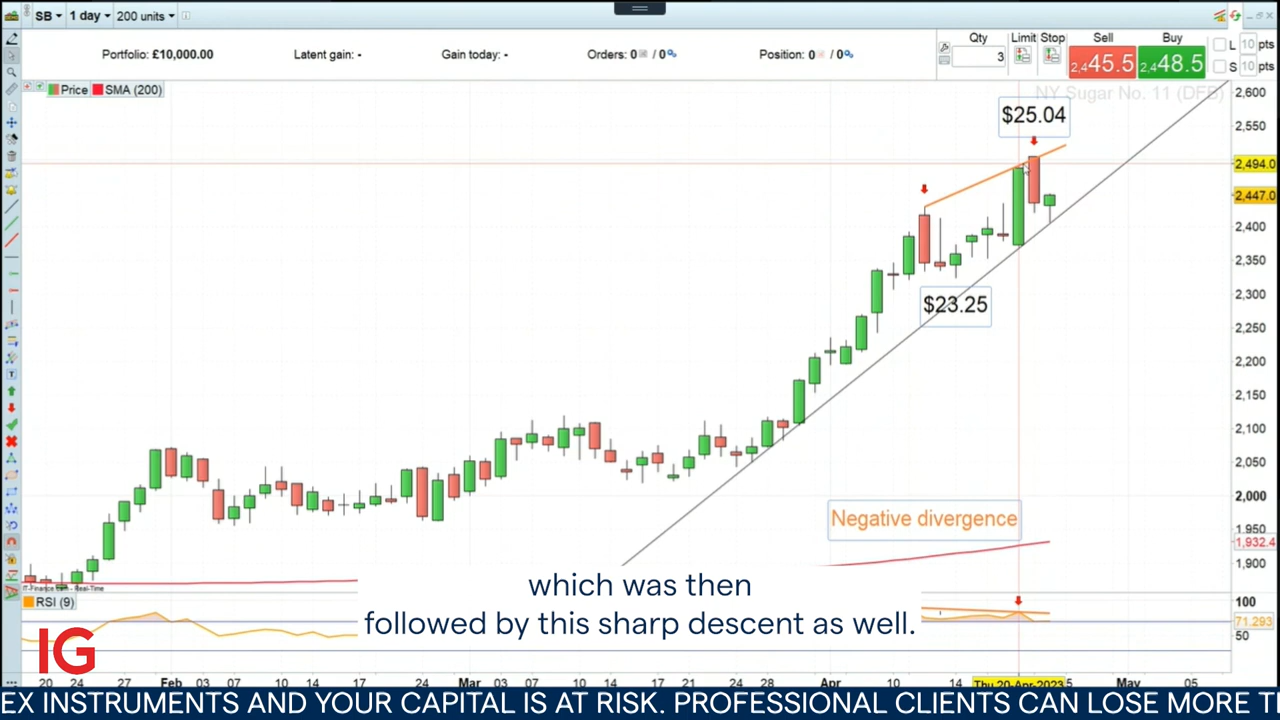 SB 1 day 200 units
Portfolio: £10,000.00 Latent gain: - Gain today: - Orders: 0 / 0 Position: 0 / 0
Qty Limit Stop Sell Buy
3 2,445.5 2,448.5
L 10 pts
S 10 pts
Price SMA (200)
NY Sugar No. 11 (DFB)
2,600
$25.04
2,550
2,494.0
2,447.0
2,400
2,350
$23.25
2,300
2,250
2,200
2,150
2,100
2,050
2,000
Negative divergence
1,950
1,932.4
1,900
IT-Finance.com - Real-Time
which was then
followed by this sharp descent as well.
RSI (9)
100
71.293
50
IG
20 24 27 Feb 03 07 10 14 17 24 Mar 03 07 10 14 17 21 24 28 Apr 10 14 Thu 20-Apr-2023 5 May 05
EX INSTRUMENTS AND YOUR CAPITAL IS AT RISK. PROFESSIONAL CLIENTS CAN LOSE MORE T